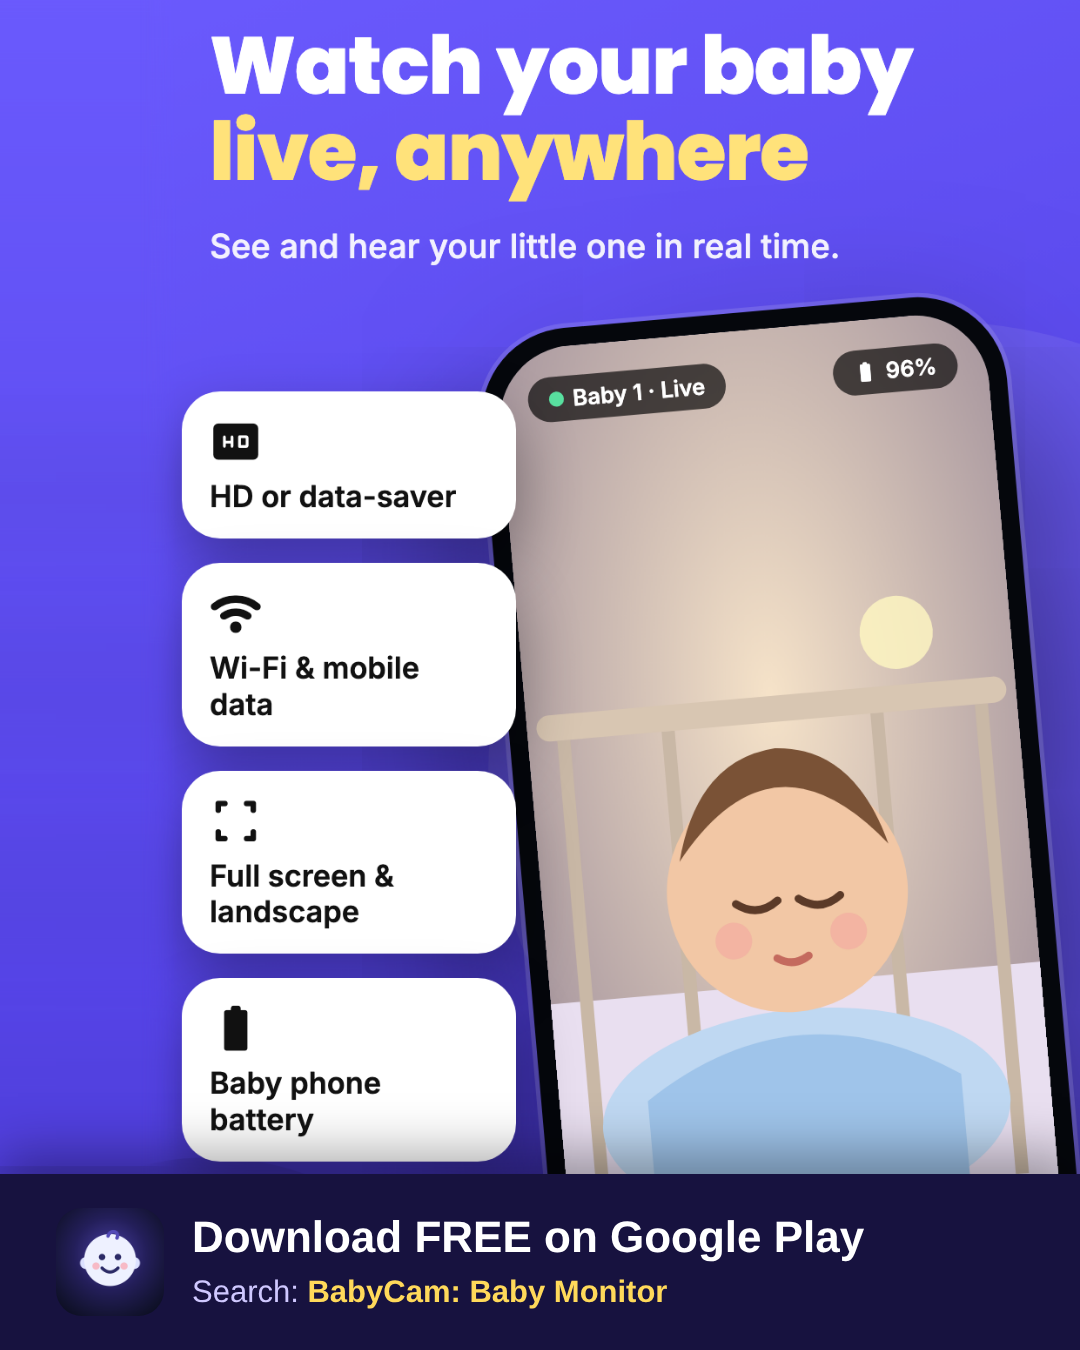 Watch your baby
live, anywhere
See and hear your little one in real time.
Baby 1 · Live
96%
HD
HD or data-saver
Wi-Fi & mobile
data
Full screen &
landscape
Baby phone
battery
Download FREE on Google Play
Search: BabyCam: Baby Monitor